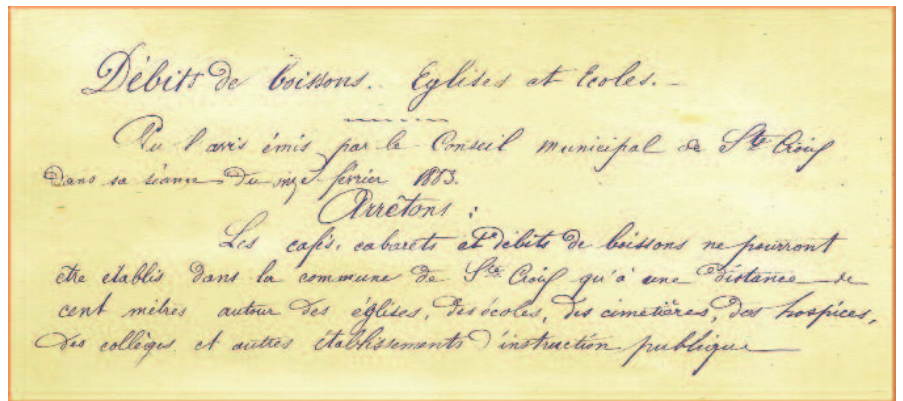 Débits de boissons. Eglises et Ecoles._
Vu l'avis émis par le Conseil municipal de Ste Croix
dans sa séance du onze février 1883.
Arrêtons :
Les cafés, cabarets et débits de boissons ne pourront
être établis dans la commune de Ste Croix qu'à une distance de
cent mètres autour des églises, des écoles, des cimetières, des hospices,
des collèges et autres établissements d'instruction publique